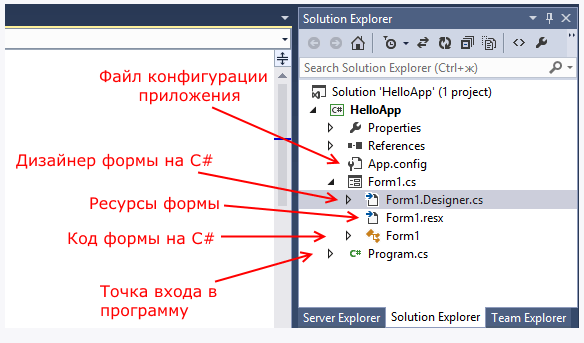 Solution Explorer
Search Solution Explorer (Ctrl+ж)
Solution 'HelloApp' (1 project)
C# HelloApp
Properties
References
App.config
Form1.cs
Form1.Designer.cs
Form1.resx
Form1
C# Program.cs
Server Explorer Solution Explorer Team Explorer
Файл конфигурации
приложения
Дизайнер формы на C#
Ресурсы формы
Код формы на C#
Точка входа в
программу